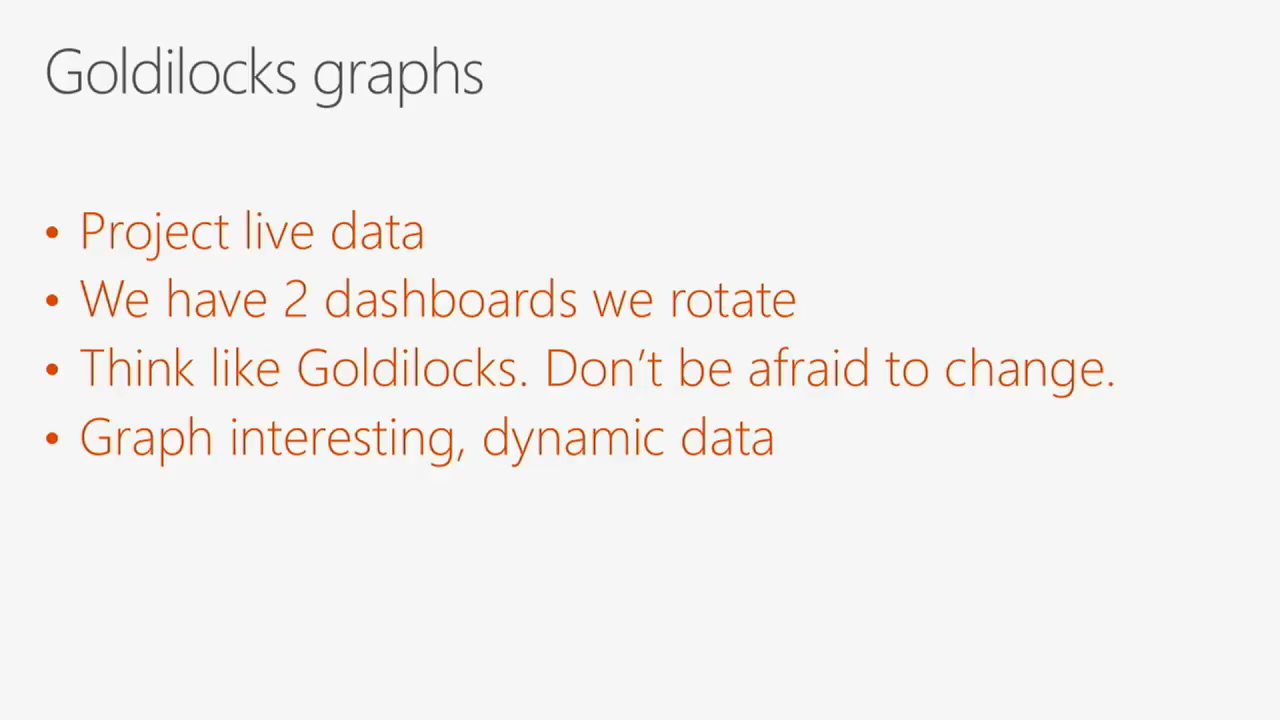 Goldilocks graphs
• Project live data
• We have 2 dashboards we rotate
• Think like Goldilocks. Don’t be afraid to change.
• Graph interesting, dynamic data